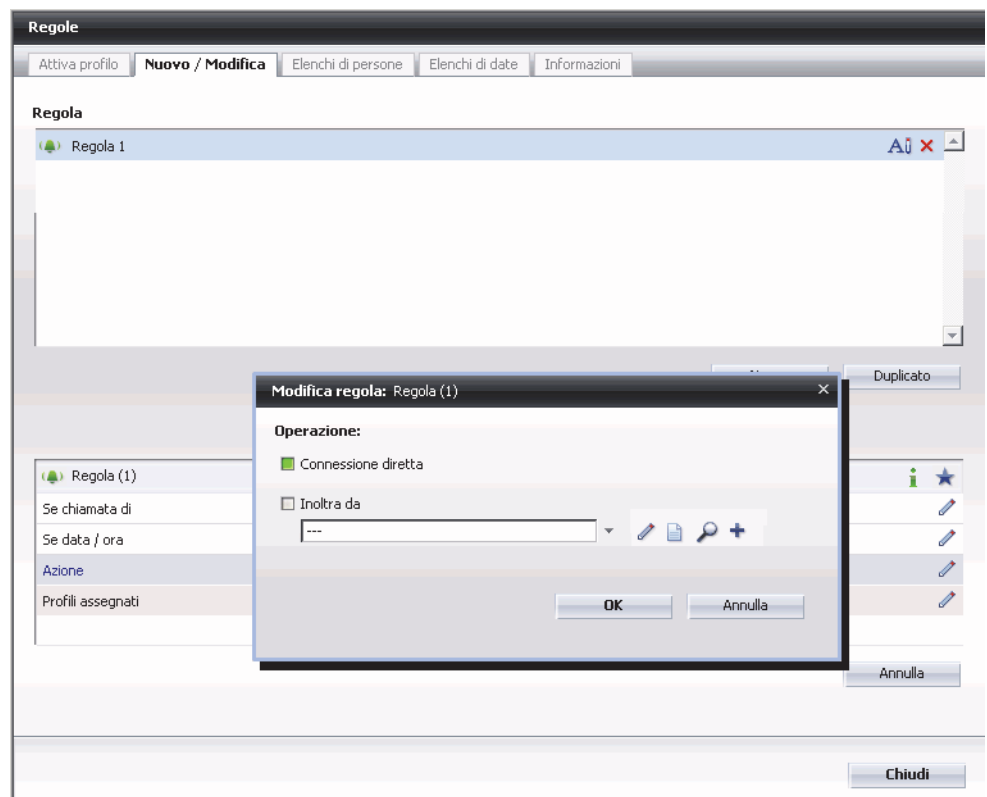 Regole
Attiva profilo Nuovo / Modifica Elenchi di persone Elenchi di date Informazioni
Regola
Regola 1
Duplicato
Modifica regola: Regola (1)
Operazione:
Connessione diretta
Inoltra da
---
OK Annulla
Regola (1)
Se chiamata di
Se data / ora
Azione
Profili assegnati
Annulla
Chiudi